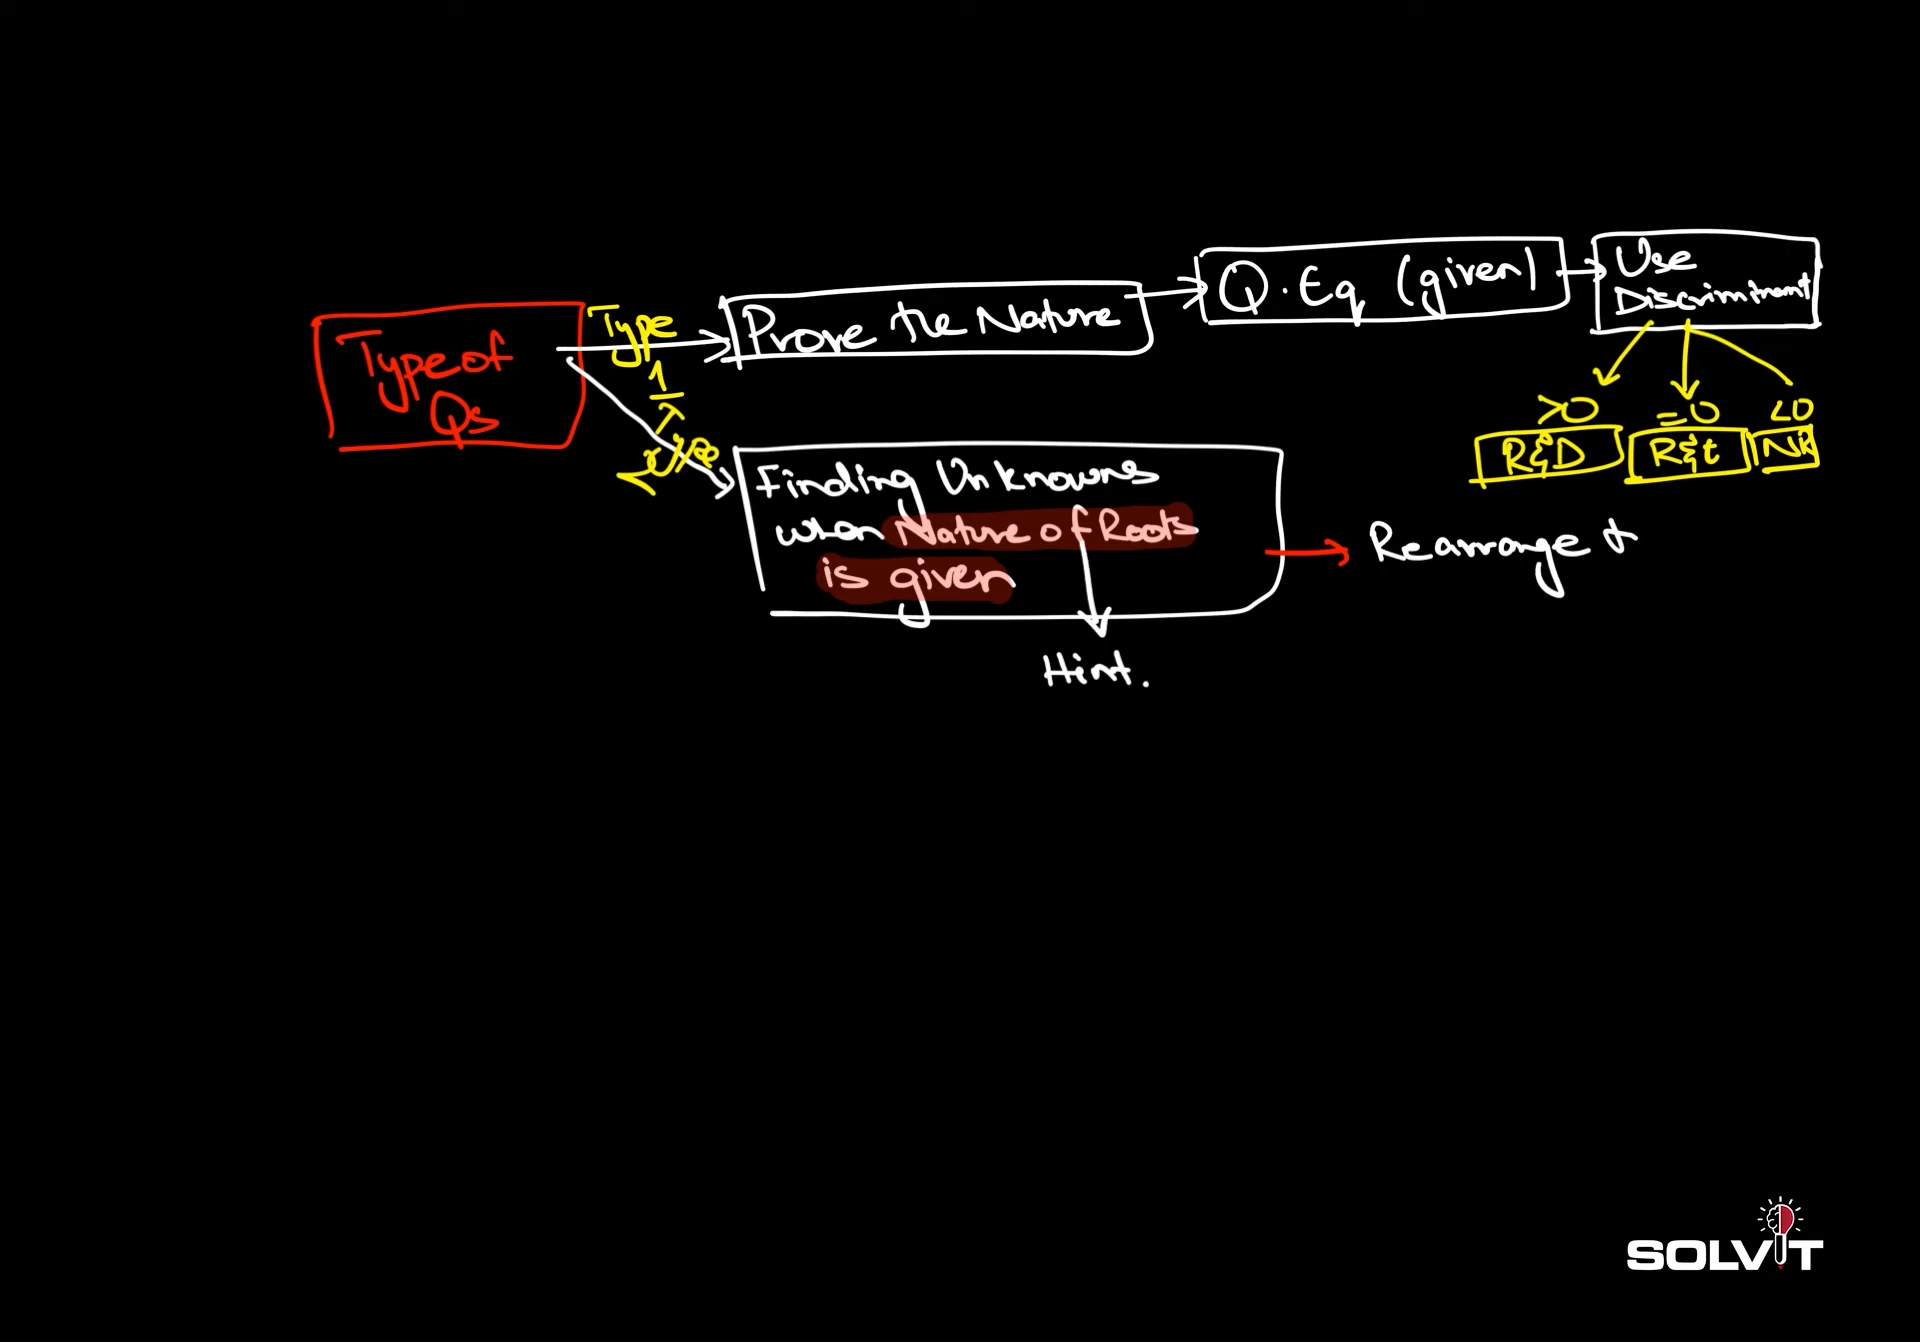 Type of
Qs
Type
1
Prove the Nature
Q.Eq (given)
Use
Discriminant
>0
=0
<0
R&D
R&t
NR
Type
2
Finding Unknowns
when Nature of Roots
is given
Hint.
Rearrange &
SOLVIT